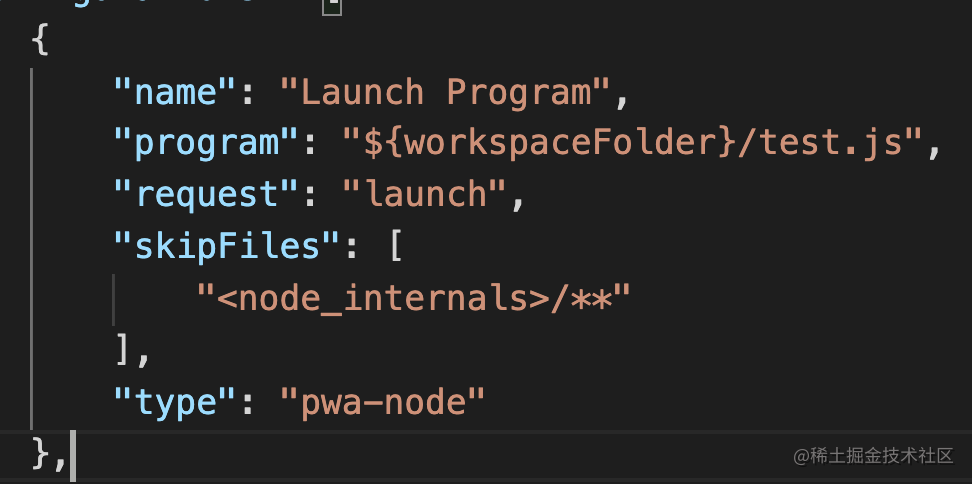 {
"name": "Launch Program",
"program": "${workspaceFolder}/test.js",
"request": "launch",
"skipFiles": [
"<node_internals>/**"
],
"type": "pwa-node"
},
@稀土掘金技术社区